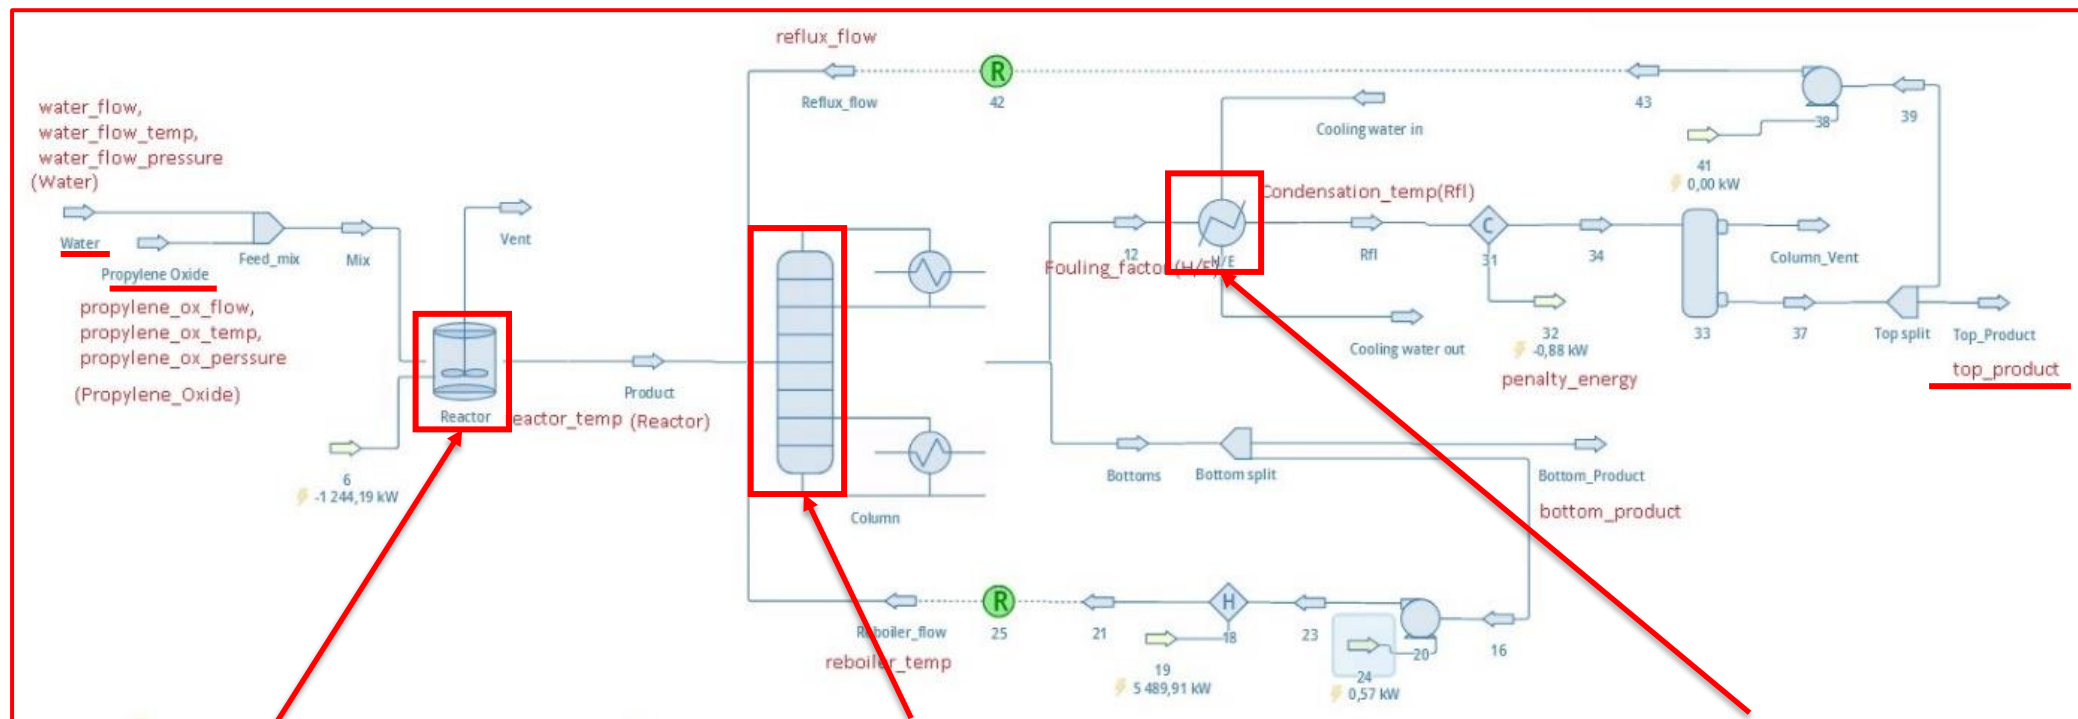 reflux_flow
R
Reflux_flow
42
43
38
39
41
0,00 kW
water_flow,
water_flow_temp,
water_flow_pressure
(Water)
Water
Propylene Oxide
Feed_mix
Mix
propylene_ox_flow,
propylene_ox_temp,
propylene_ox_perssure
(Propylene_Oxide)
Vent
Reactor
eactor_temp (Reactor)
6
-1 244,19 kW
Product
Column
Cooling water in
Condensation_temp(Rfl)
12
H/E
Fouling_factor(H/E)
Rfl
C
31
34
Cooling water out
32
-0,88 kW
penalty_energy
33
Column_Vent
37
Top split
Top_Product
top_product
Bottoms
Bottom split
Bottom_Product
bottom_product
Reboiler_flow
reboiler_temp
R
25
21
H
18
19
5 489,91 kW
23
20
24
0,57 kW
16